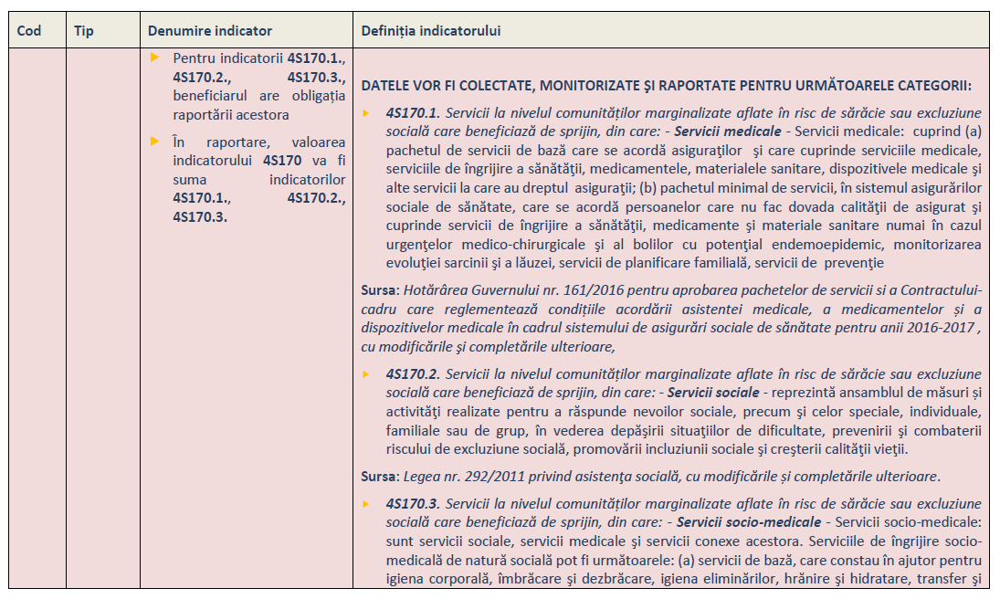 Cod Tip Denumire indicator Definiția indicatorului
Pentru indicatorii 4S170.1.,
4S170.2., 4S170.3.,
beneficiarul are obligația
raportării acestora
În raportare, valoarea
indicatorului 4S170 va fi
suma indicatorilor
4S170.1., 4S170.2.,
4S170.3.
DATELE VOR FI COLECTATE, MONITORIZATE ŞI RAPORTATE PENTRU URMĂTOARELE CATEGORII:
4S170.1. Servicii la nivelul comunităților marginalizate aflate în risc de sărăcie sau excluziune
socială care beneficiază de sprijin, din care: - Servicii medicale - Servicii medicale: cuprind (a)
pachetul de servicii de bază care se acordă asiguraţilor şi care cuprinde serviciile medicale,
serviciile de îngrijire a sănătăţii, medicamentele, materialele sanitare, dispozitivele medicale şi
alte servicii la care au dreptul asiguraţii; (b) pachetul minimal de servicii, în sistemul asigurărilor
sociale de sănătate, care se acordă persoanelor care nu fac dovada calităţii de asigurat şi
cuprinde servicii de îngrijire a sănătăţii, medicamente şi materiale sanitare numai în cazul
urgenţelor medico-chirurgicale şi al bolilor cu potenţial endemoepidemic, monitorizarea
evoluţiei sarcinii şi a lăuzei, servicii de planificare familială, servicii de prevenţie
Sursa: Hotărârea Guvernului nr. 161/2016 pentru aprobarea pachetelor de servicii si a Contractului-
cadru care reglementează condițiile acordării asistentei medicale, a medicamentelor și a
dispozitivelor medicale în cadrul sistemului de asigurări sociale de sănătate pentru anii 2016-2017 ,
cu modificările şi completările ulterioare,
4S170.2. Servicii la nivelul comunităților marginalizate aflate în risc de sărăcie sau excluziune
socială care beneficiază de sprijin, din care: - Servicii sociale - reprezintă ansamblul de măsuri și
activităţi realizate pentru a răspunde nevoilor sociale, precum şi celor speciale, individuale,
familiale sau de grup, în vederea depăşirii situaţiilor de dificultate, prevenirii şi combaterii
riscului de excluziune socială, promovării incluziunii sociale şi creşterii calităţii vieţii.
Sursa: Legea nr. 292/2011 privind asistenţa socială, cu modificările și completările ulterioare.
4S170.3. Servicii la nivelul comunităților marginalizate aflate în risc de sărăcie sau excluziune
socială care beneficiază de sprijin, din care: - Servicii socio-medicale - Servicii socio-medicale:
sunt servicii sociale, servicii medicale şi servicii conexe acestora. Serviciile de îngrijire socio-
medicală de natură socială pot fi următoarele: (a) servicii de bază, care constau în ajutor pentru
igiena corporală, îmbrăcare şi dezbrăcare, igiena eliminărilor, hrănire şi hidratare, transfer şi